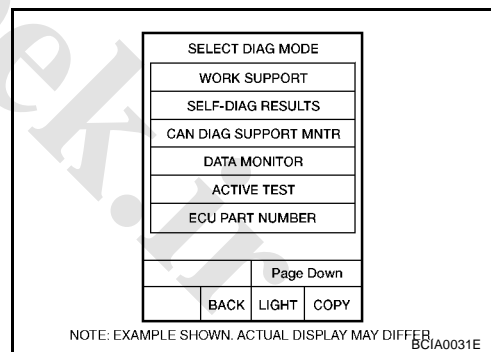 SELECT DIAG MODE
WORK SUPPORT
SELF-DIAG RESULTS
CAN DIAG SUPPORT MNTR
DATA MONITOR
ACTIVE TEST
ECU PART NUMBER
Page Down
BACK LIGHT COPY
NOTE: EXAMPLE SHOWN. ACTUAL DISPLAY MAY DIFFER.
BCIA0031E